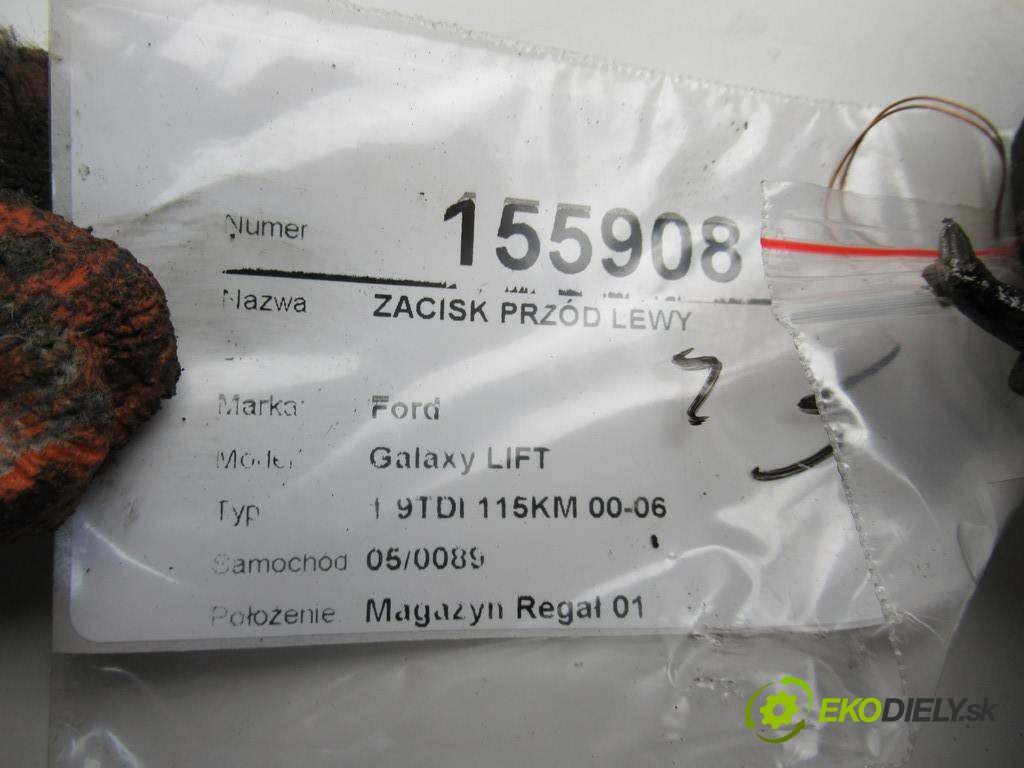 Numer 155908
Nazwa ZACISK PRZÓD LEWY
Marka Ford
Model Galaxy LIFT
Typ 1 9TDI 115KM 00-06
Samochód 05/0089
Położenie Magazyn Regał 01
EKODIELY.sk